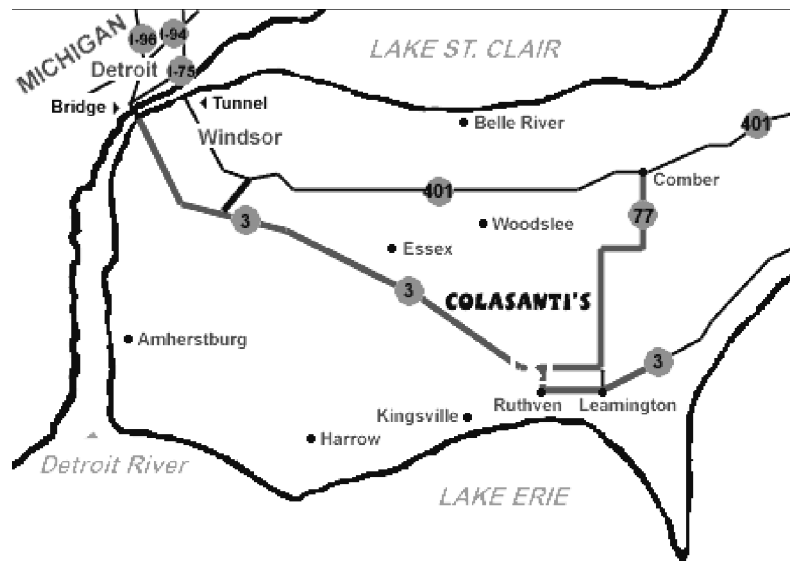 MICHIGAN
I-96
I-94
I-75
Detroit
LAKE ST. CLAIR
Bridge
Tunnel
Windsor
Belle River
401
401
Comber
77
3
Woodslee
Essex
3
COLASANTI'S
Amherstburg
3
Ruthven
Leamington
Kingsville
Harrow
Detroit River
LAKE ERIE